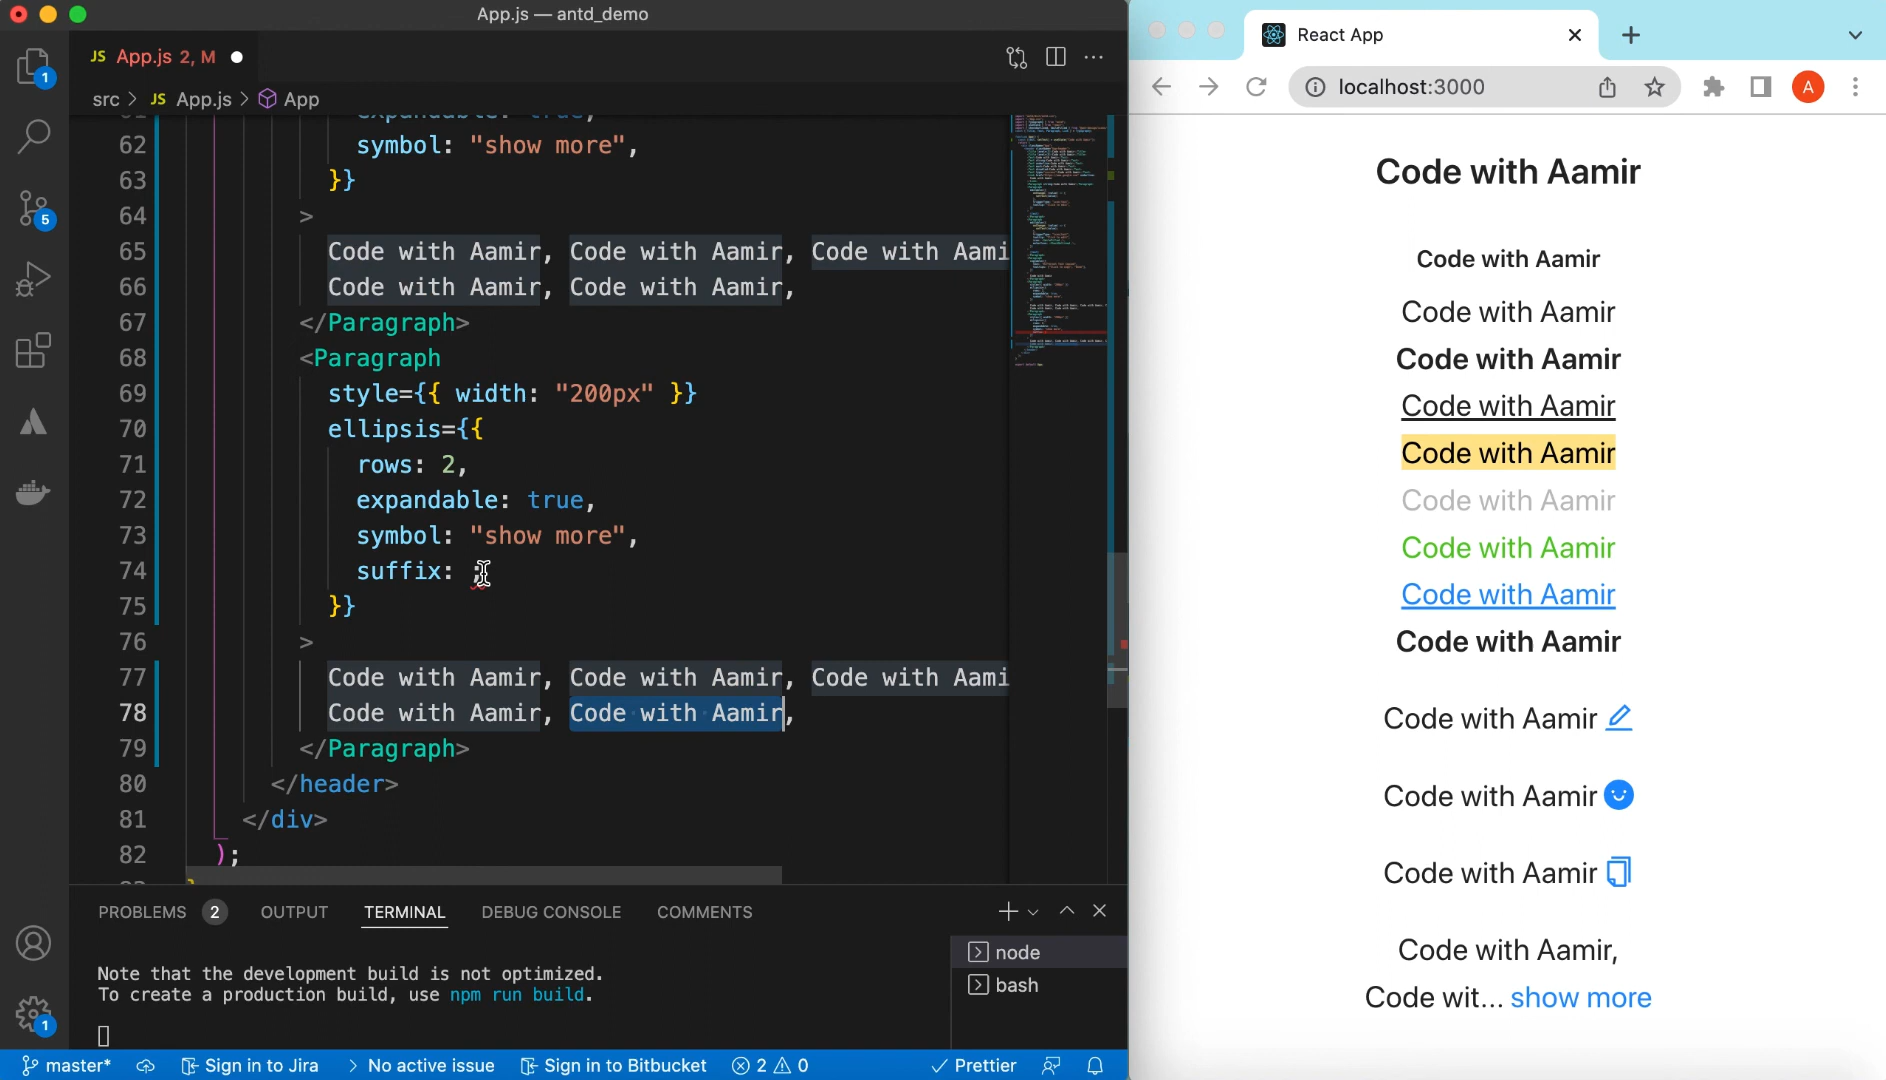 App.js — antd_demo
JS App.js 2, M
src > JS App.js > App
expandable: true,
62 symbol: "show more",
63 }}
64 >
65 Code with Aamir, Code with Aamir, Code with Aami
66 Code with Aamir, Code with Aamir,
67 </Paragraph>
68 <Paragraph
69 style={{ width: "200px" }}
70 ellipsis={{
71 rows: 2,
72 expandable: true,
73 symbol: "show more",
74 suffix: ;
75 }}
76 >
77 Code with Aamir, Code with Aamir, Code with Aami
78 Code with Aamir, Code with Aamir,
79 </Paragraph>
80 </header>
81 </div>
82 );
}
PROBLEMS 2 OUTPUT TERMINAL DEBUG CONSOLE COMMENTS
Note that the development build is not optimized.
To create a production build, use npm run build.
node
bash
1
5
1
master* Sign in to Jira > No active issue Sign in to Bitbucket 2 0 Prettier
React App
localhost:3000
A
Code with Aamir
Code with Aamir
Code with Aamir
Code with Aamir
Code with Aamir
Code with Aamir
Code with Aamir
Code with Aamir
Code with Aamir
Code with Aamir
Code with Aamir
Code with Aamir
Code with Aamir
Code with Aamir,
Code wit... show more